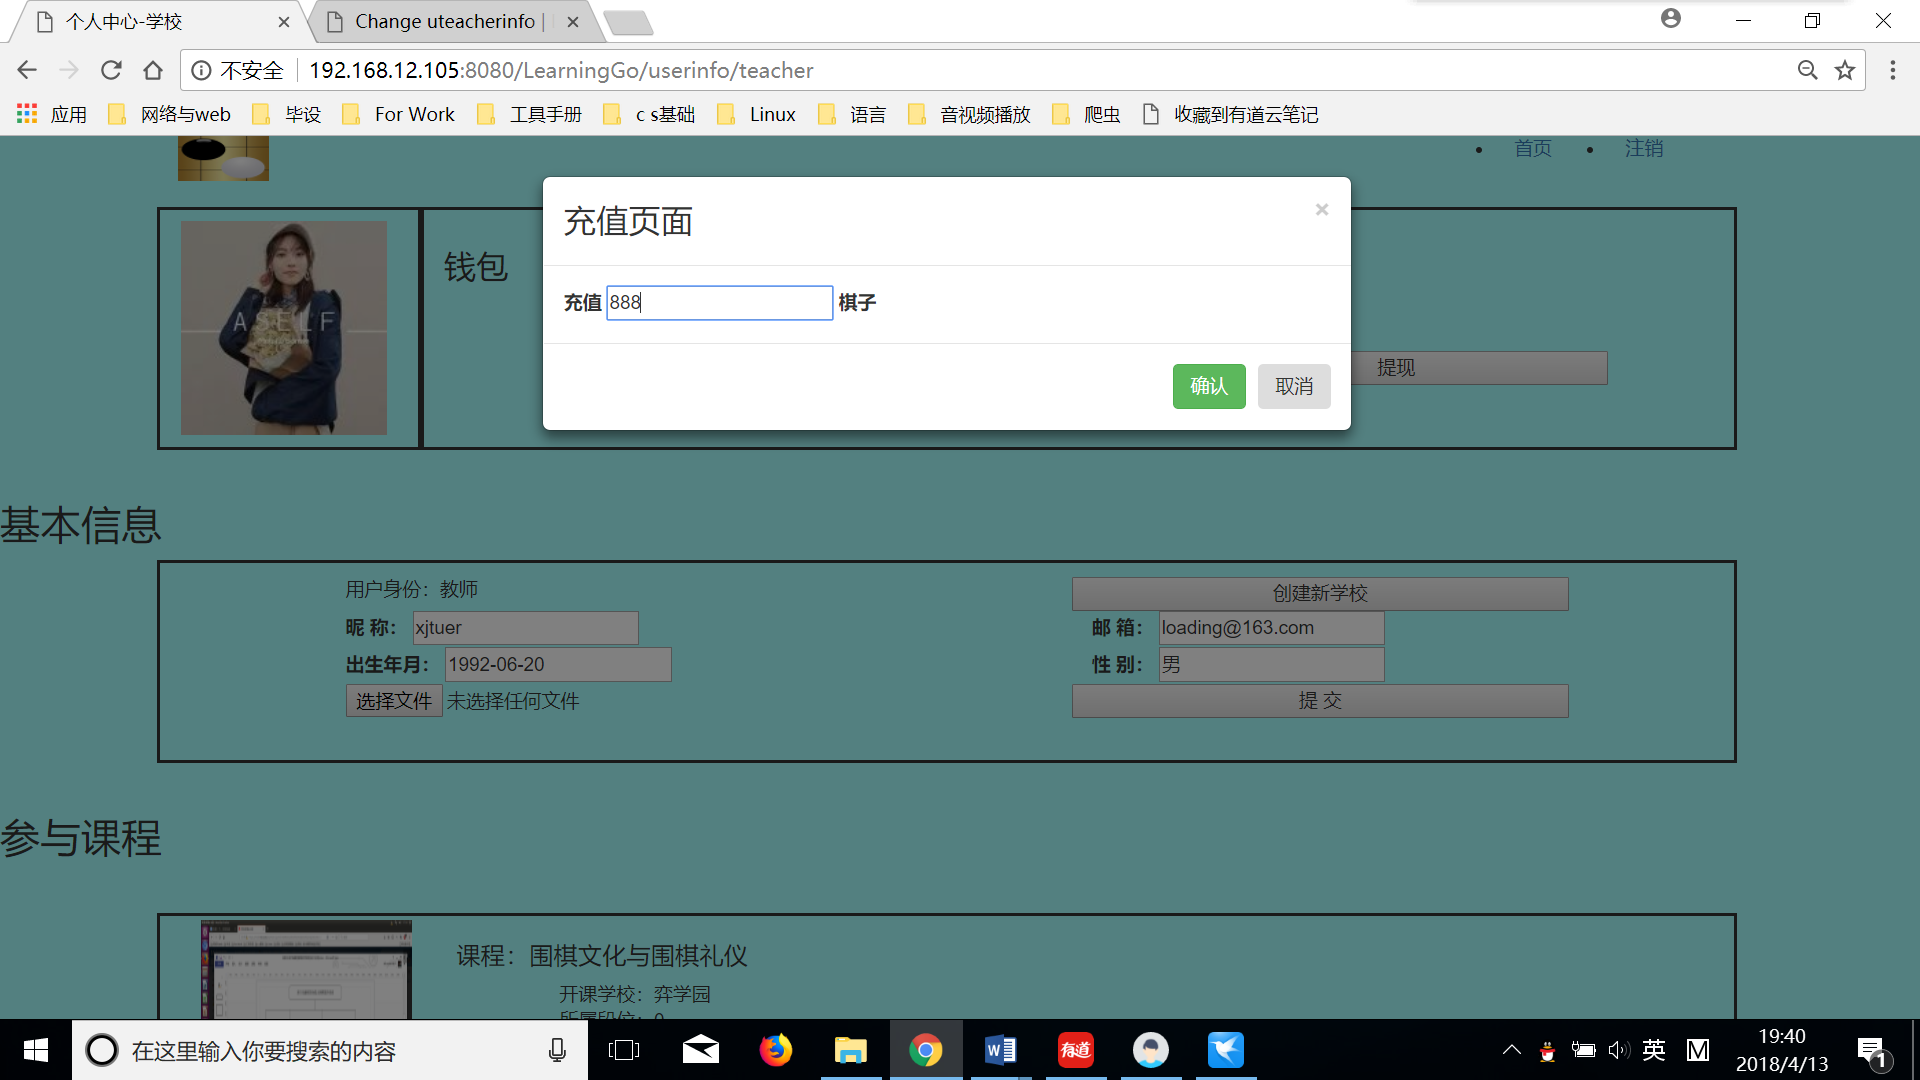 个人中心-学校
Change uteacherinfo |
不安全 192.168.12.105:8080/LearningGo/userinfo/teacher
应用 网络与web 毕设 For Work 工具手册 c s基础 Linux 语言 音视频播放 爬虫 收藏到有道云笔记
首页 注销
充值页面 ×
钱包
ASELF
充值 888 棋子
提现
确认 取消
基本信息
用户身份：教师 创建新学校
昵 称： xjtuer 邮 箱： loading@163.com
出生年月： 1992-06-20 性 别： 男
选择文件 未选择任何文件 提 交
参与课程
课程：围棋文化与围棋礼仪
开课学校：弈学园
所属段位：0
在这里输入你要搜索的内容
有道
英 M
19:40
2018/4/13
1